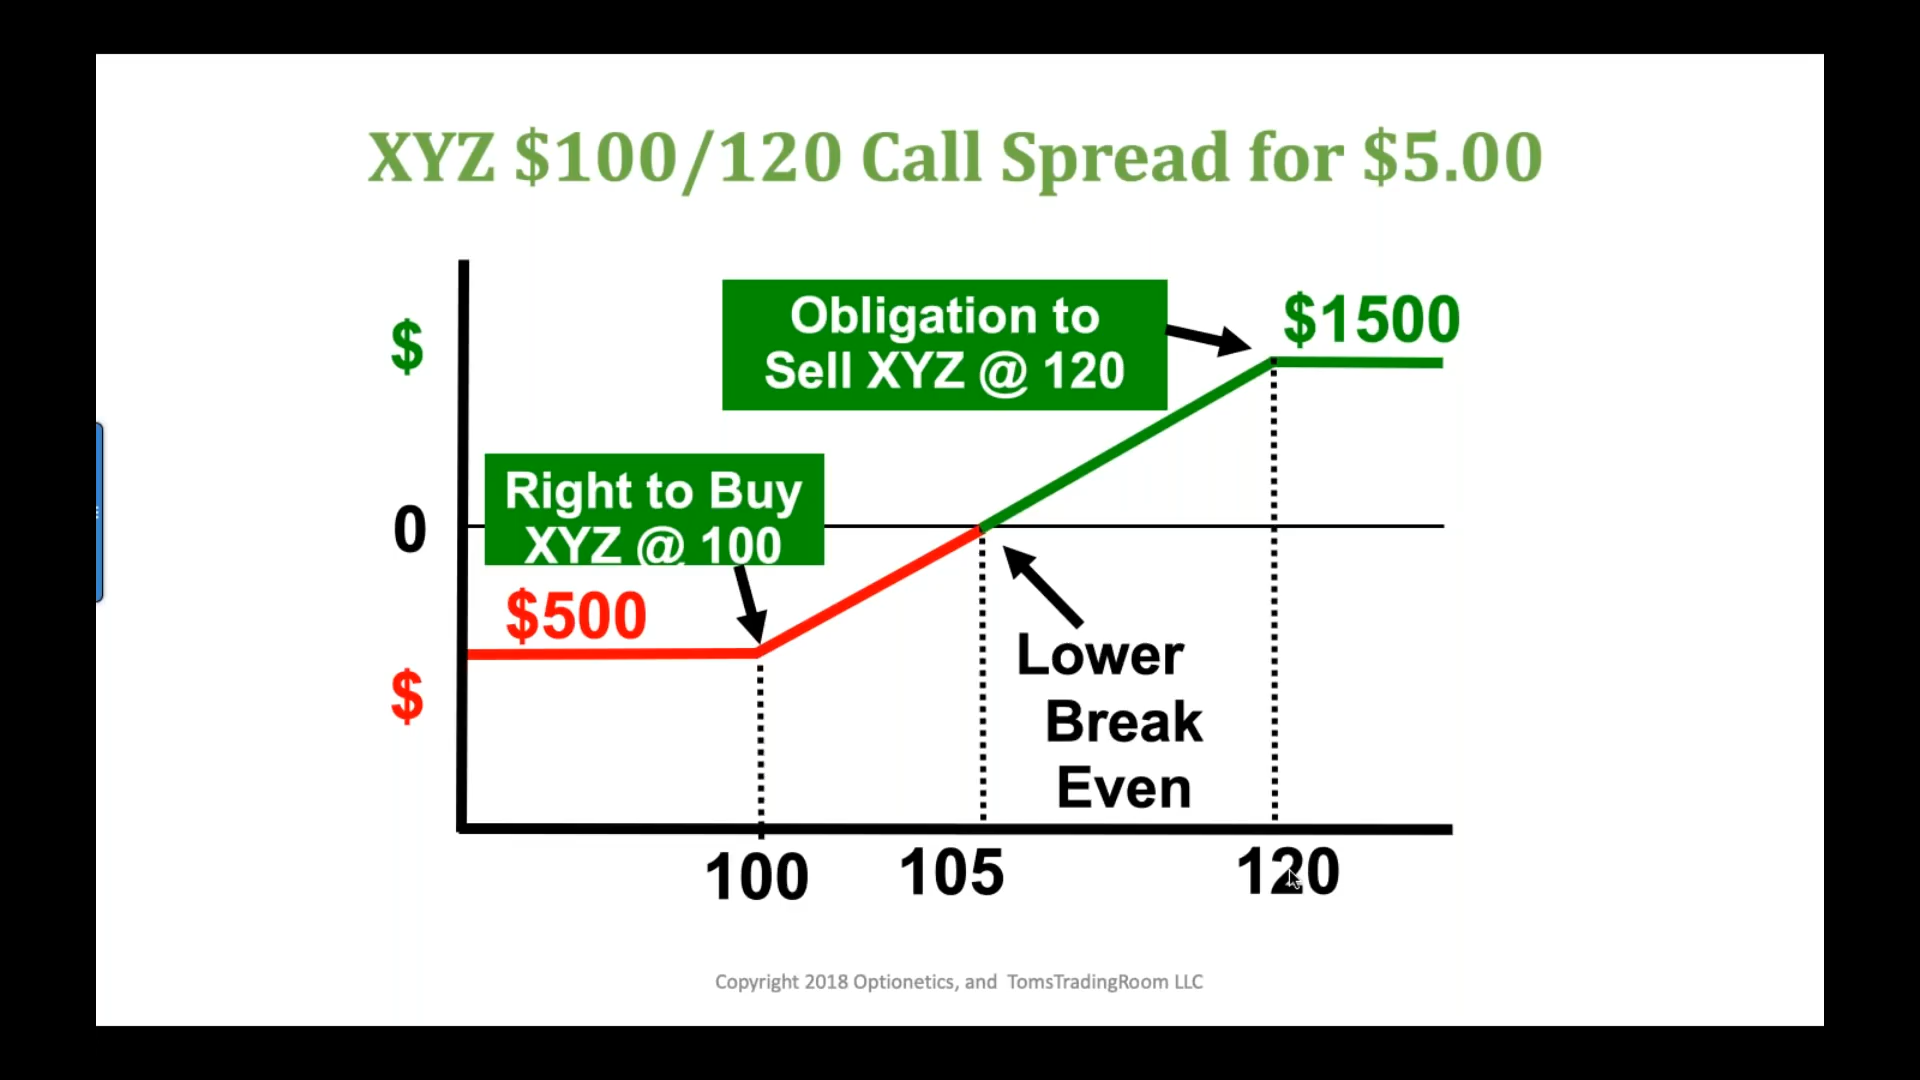 XYZ $100/120 Call Spread for $5.00
Obligation to
Sell XYZ @ 120
$1500
$
Right to Buy
XYZ @ 100
0
$500
$
Lower
Break
Even
100
105
120
Copyright 2018 Optionetics, and TomsTradingRoom LLC